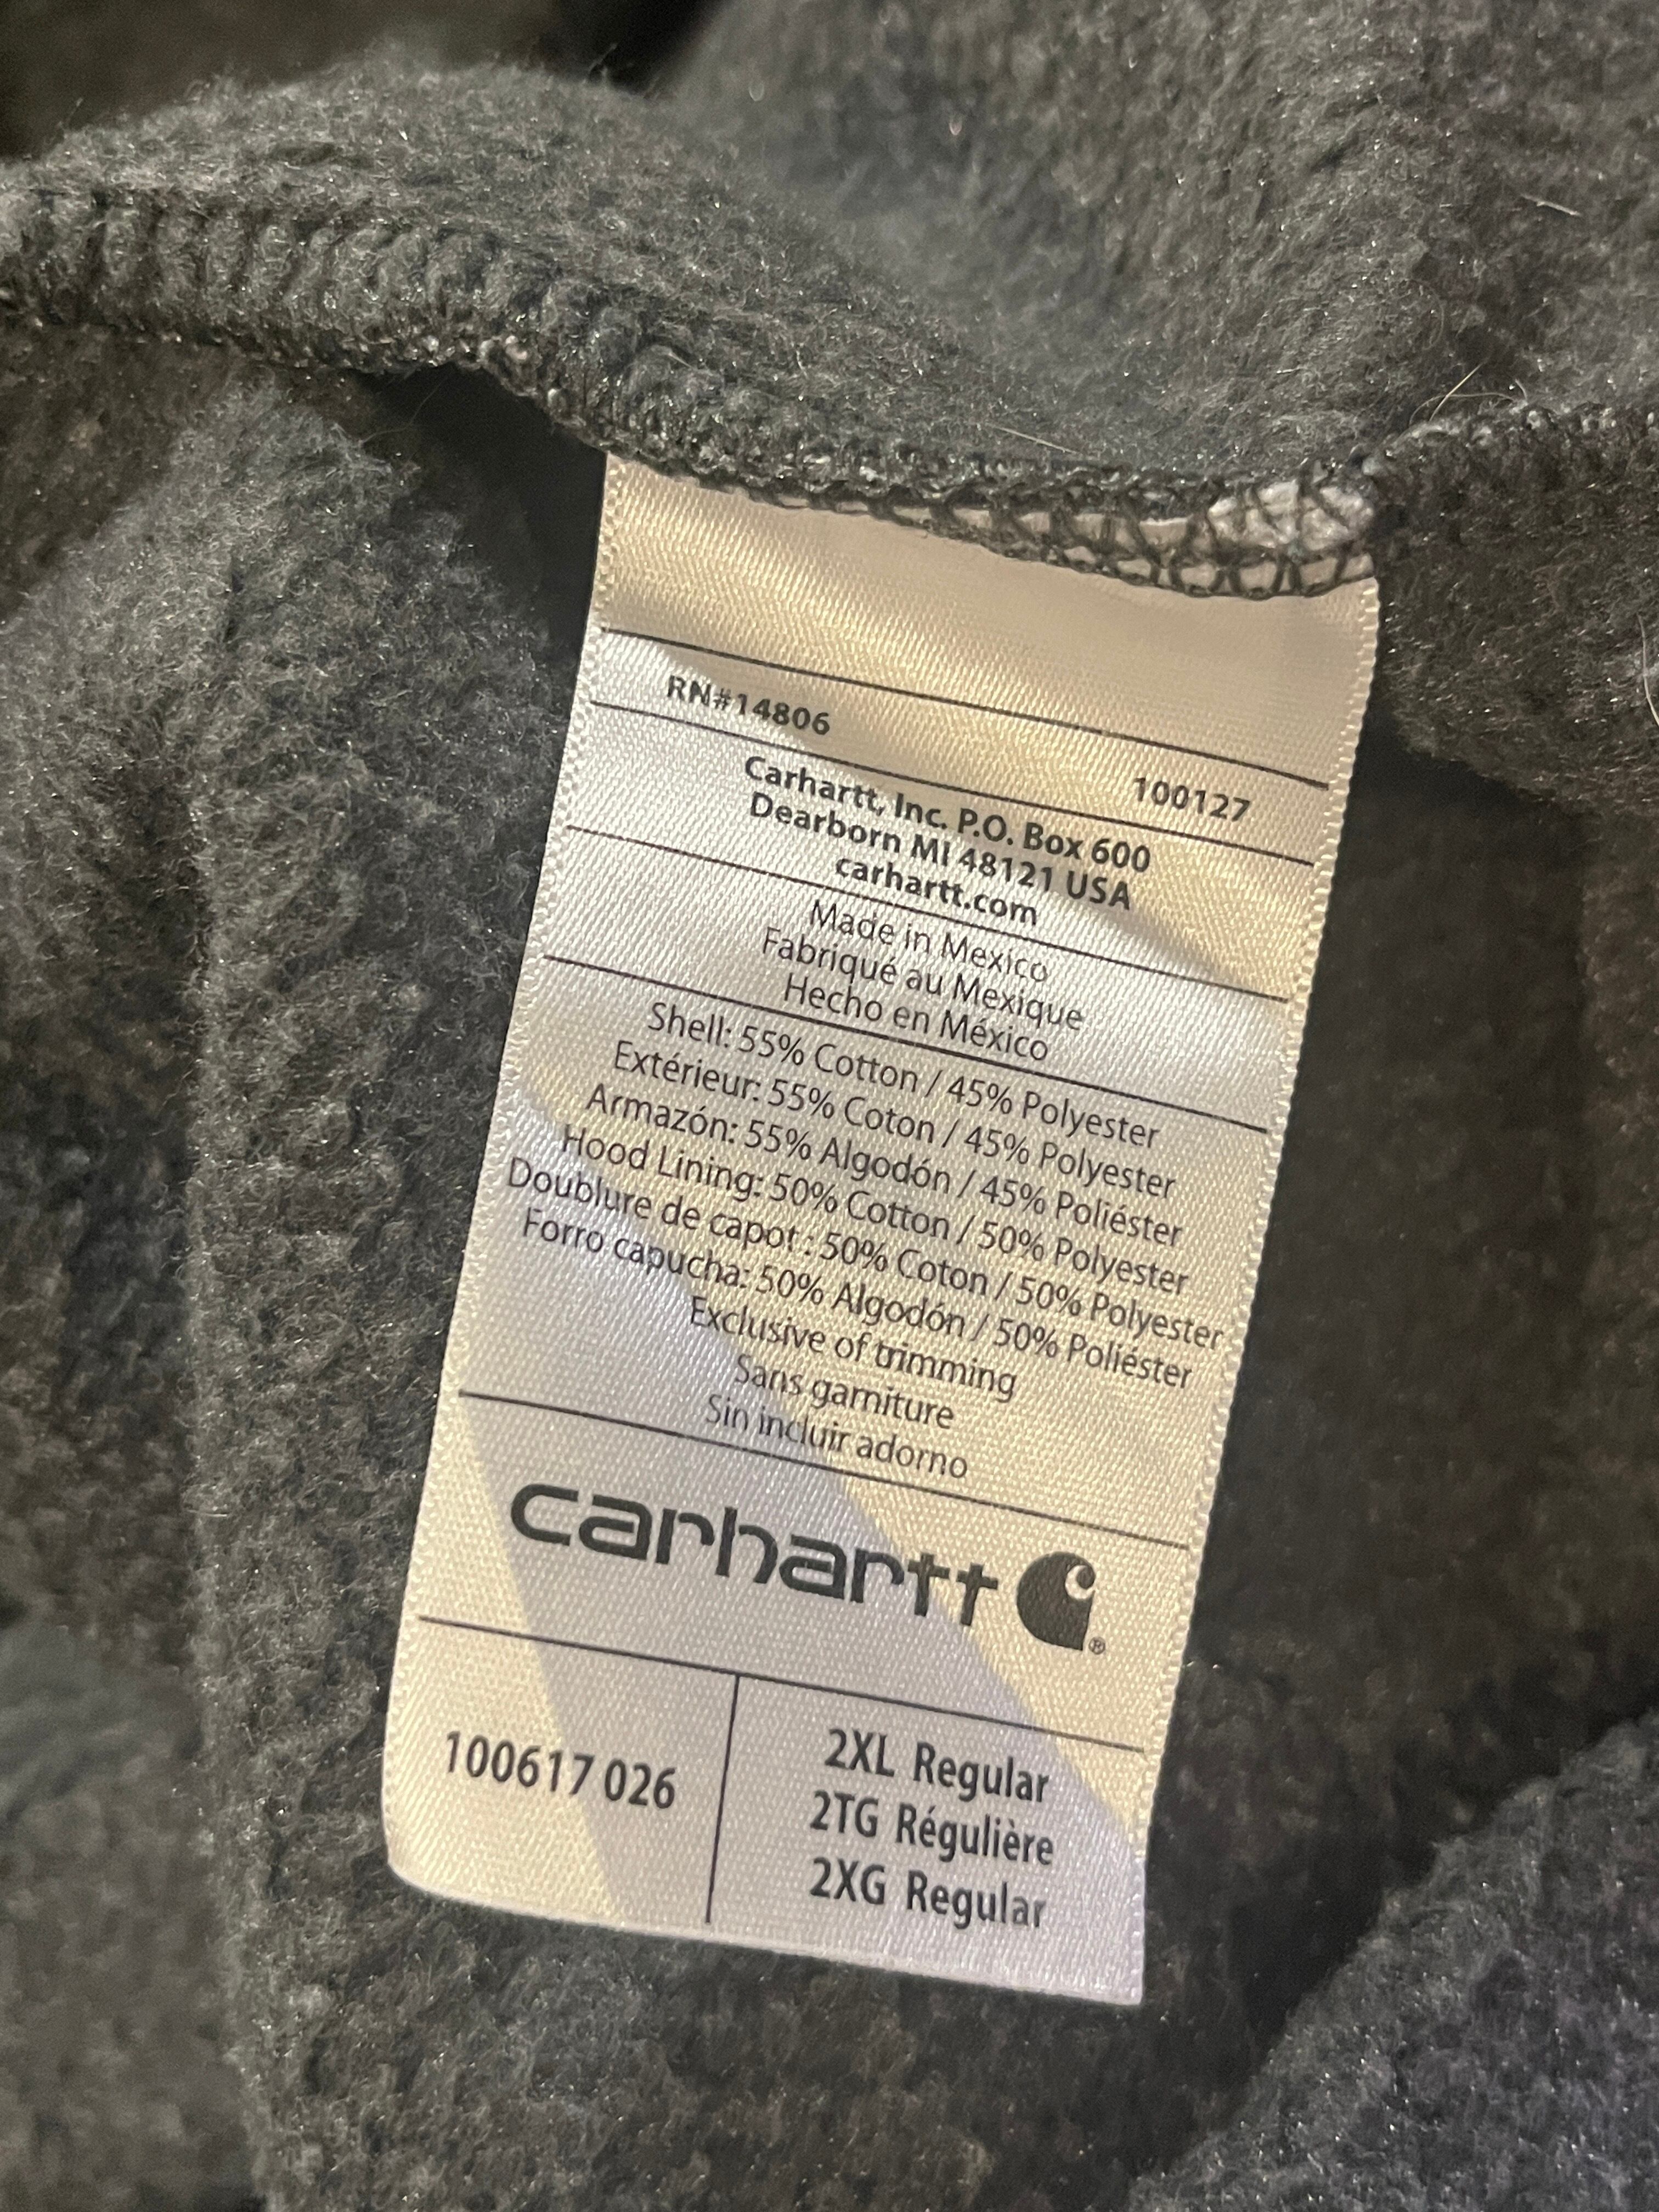 RN#14806 100127
Carhartt, Inc. P.O. Box 600
Dearborn MI 48121 USA
carhartt.com
Made in Mexico
Fabriqué au Mexique
Hecho en México
Shell: 55% Cotton / 45% Polyester
Extérieur: 55% Coton / 45% Polyester
Armazón: 55% Algodón / 45% Poliéster
Hood Lining: 50% Cotton / 50% Polyester
Doublure de capot : 50% Coton / 50% Polyester
Forro capucha: 50% Algodón / 50% Poliéster
Exclusive of trimming
Sans garniture
Sin incluir adorno
carhartt ®
100617 026
2XL Regular
2TG Régulière
2XG Regular